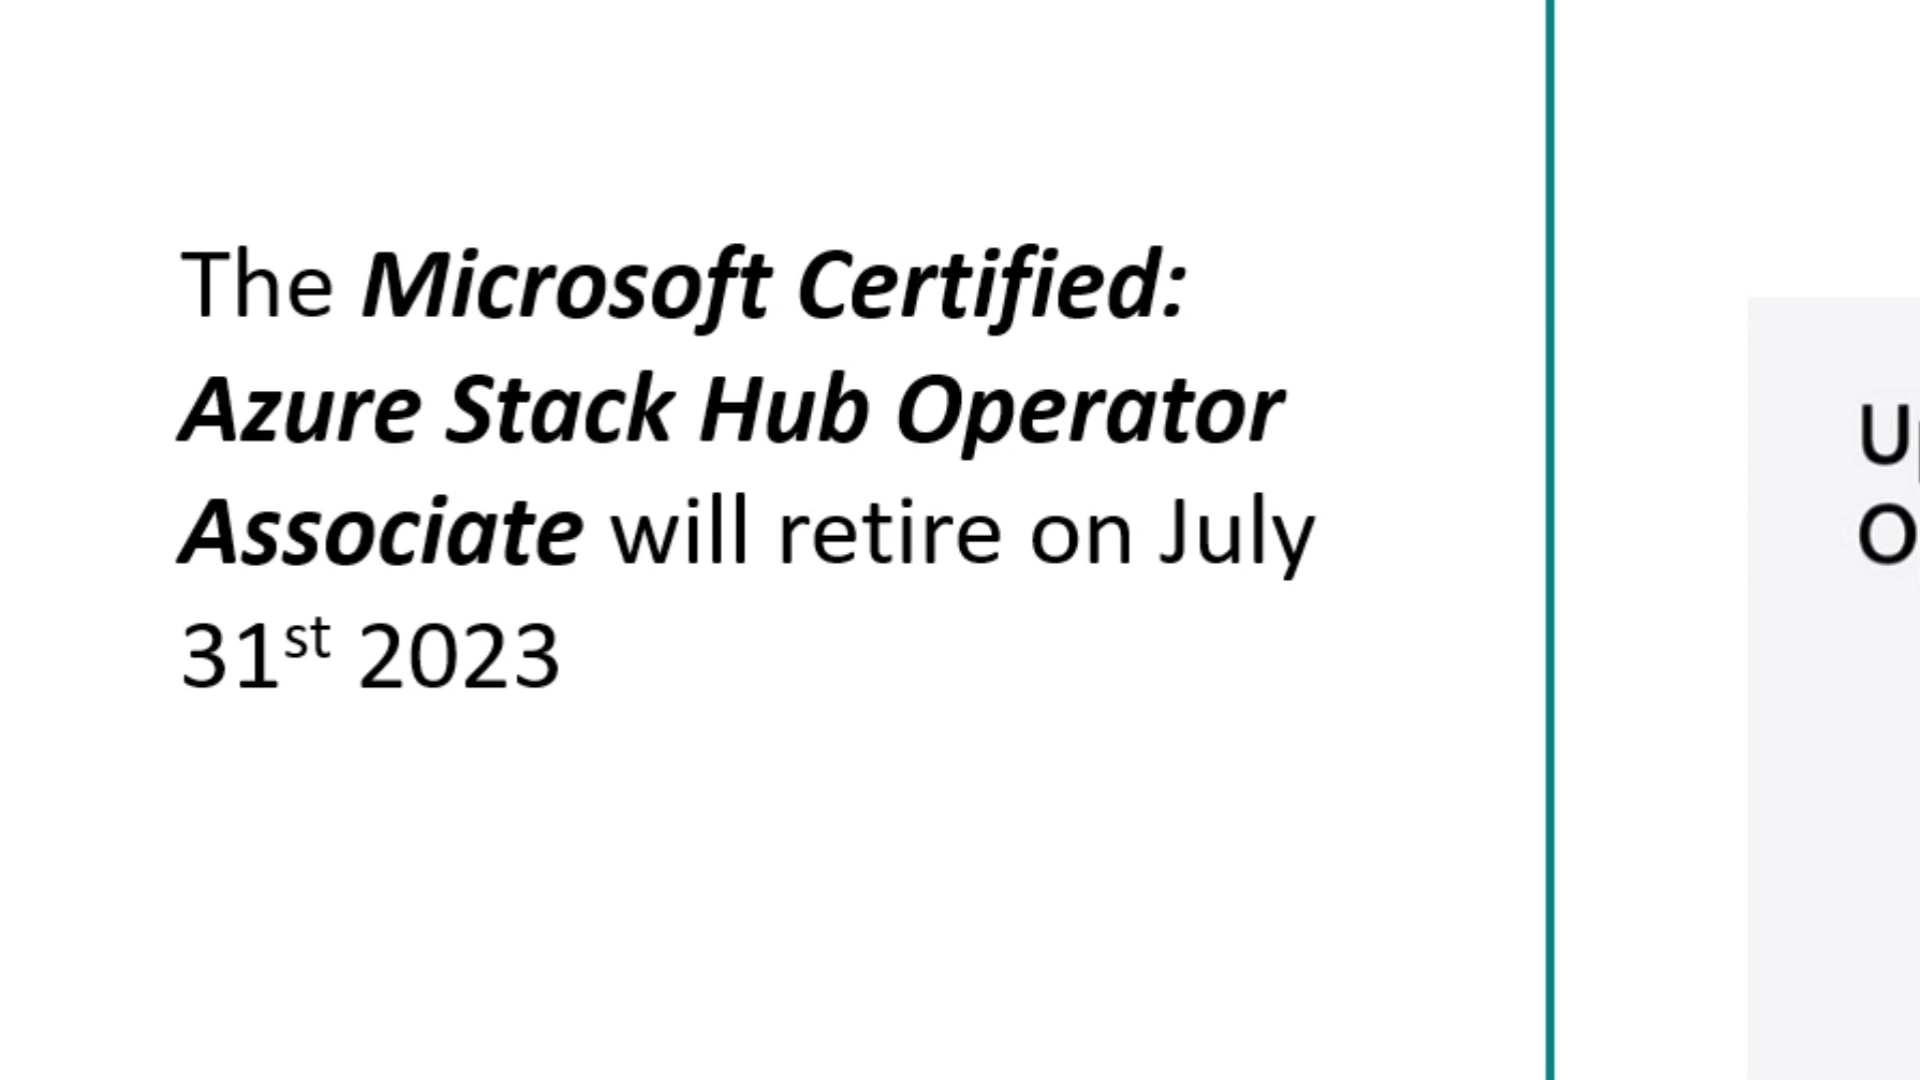 The Microsoft Certified:
Azure Stack Hub Operator
Associate will retire on July
31st 2023